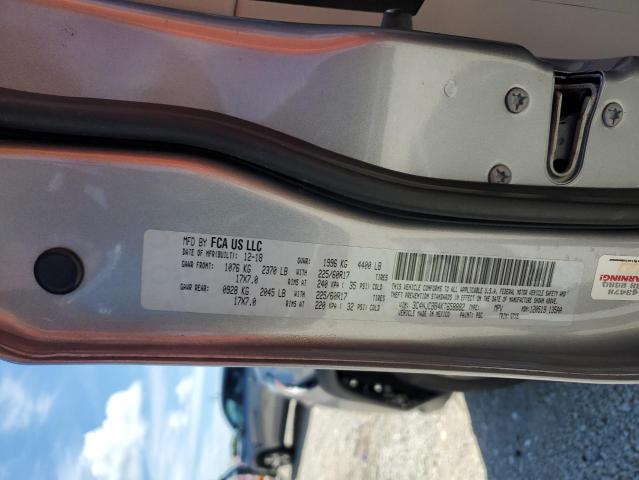 MFD BY FCA US LLC
DATE OF MFR(BUILT): 12-18 GVWR: 1996 KG 4400 LB
GAWR FRONT: 1076 KG 2370 LB WITH 225/60R17 TIRES
17X7.0 RIMS AT 240 KPA ( 35 PSI/ COLD
GAWR REAR: 0928 KG 2045 LB WITH 225/60R17 TIRES
17X7.0 RIMS AT 220 KPA ( 32 PSI/ COLD
THIS VEHICLE CONFORMS TO ALL APPLICABLE U.S.A. FEDERAL MOTOR VEHICLE SAFETY AND
THEFT PREVENTION STANDARDS IN EFFECT ON THE DATE OF MANUFACTURE SHOWN ABOVE.
VIN: TYPE: MPV
VEHICLE MADE IN MEXICO PAINT: TRIM:
WARNING!